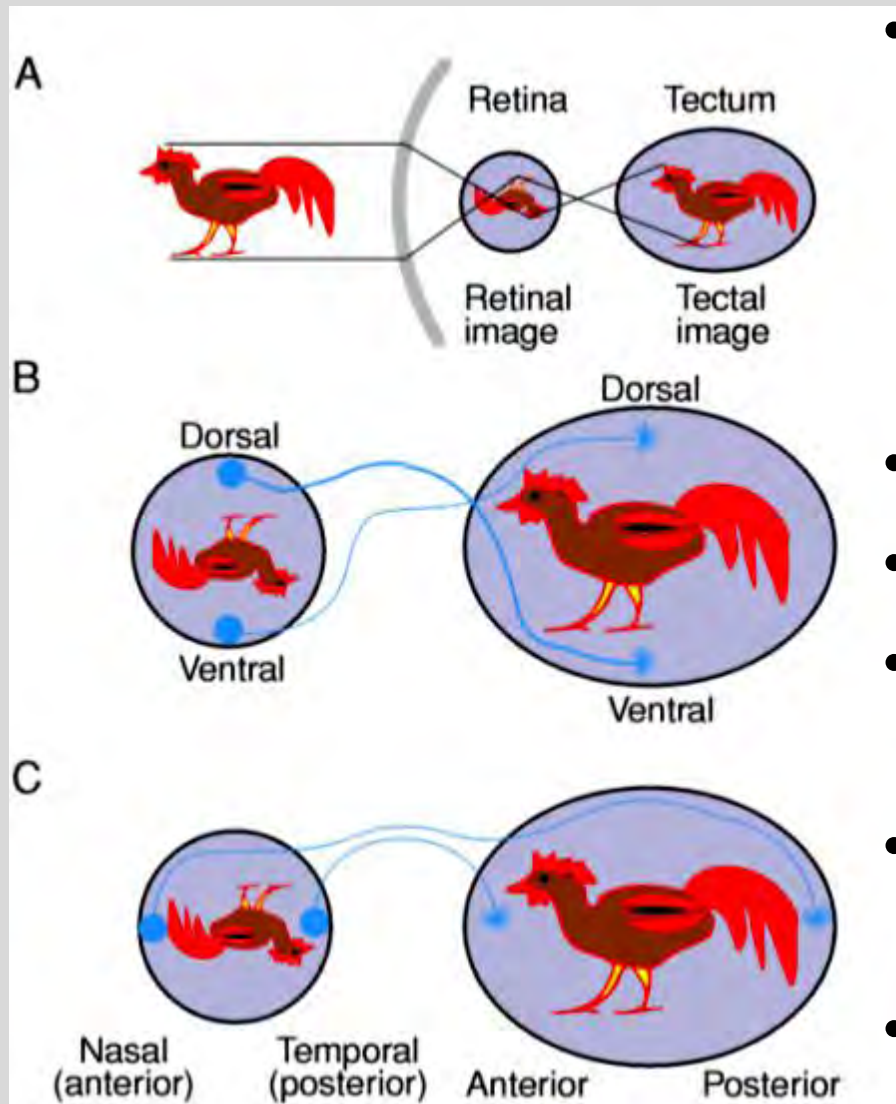 A
Retina
Tectum
Retinal
image
Tectal
image
B
Dorsal
Dorsal
Ventral
Ventral
C
Nasal
(anterior)
Temporal
(posterior)
Anterior
Posterior